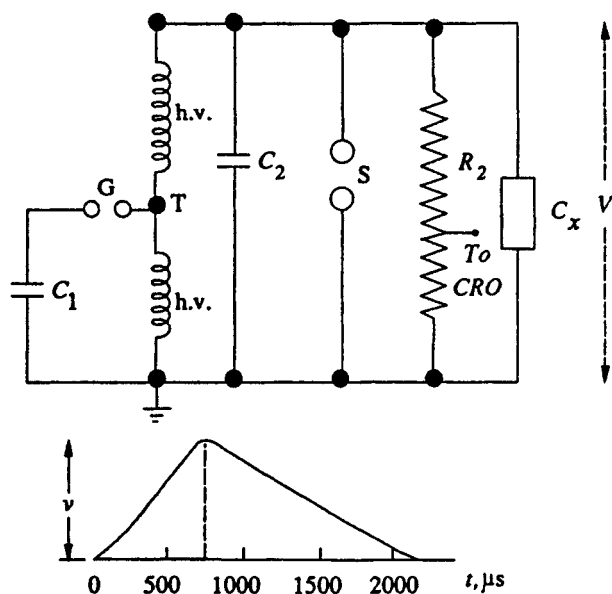 h.v.
C2
G
T
S
R2
V
Cx
To
C1
h.v.
CRO
v
0 500 1000 1500 2000 t, μs